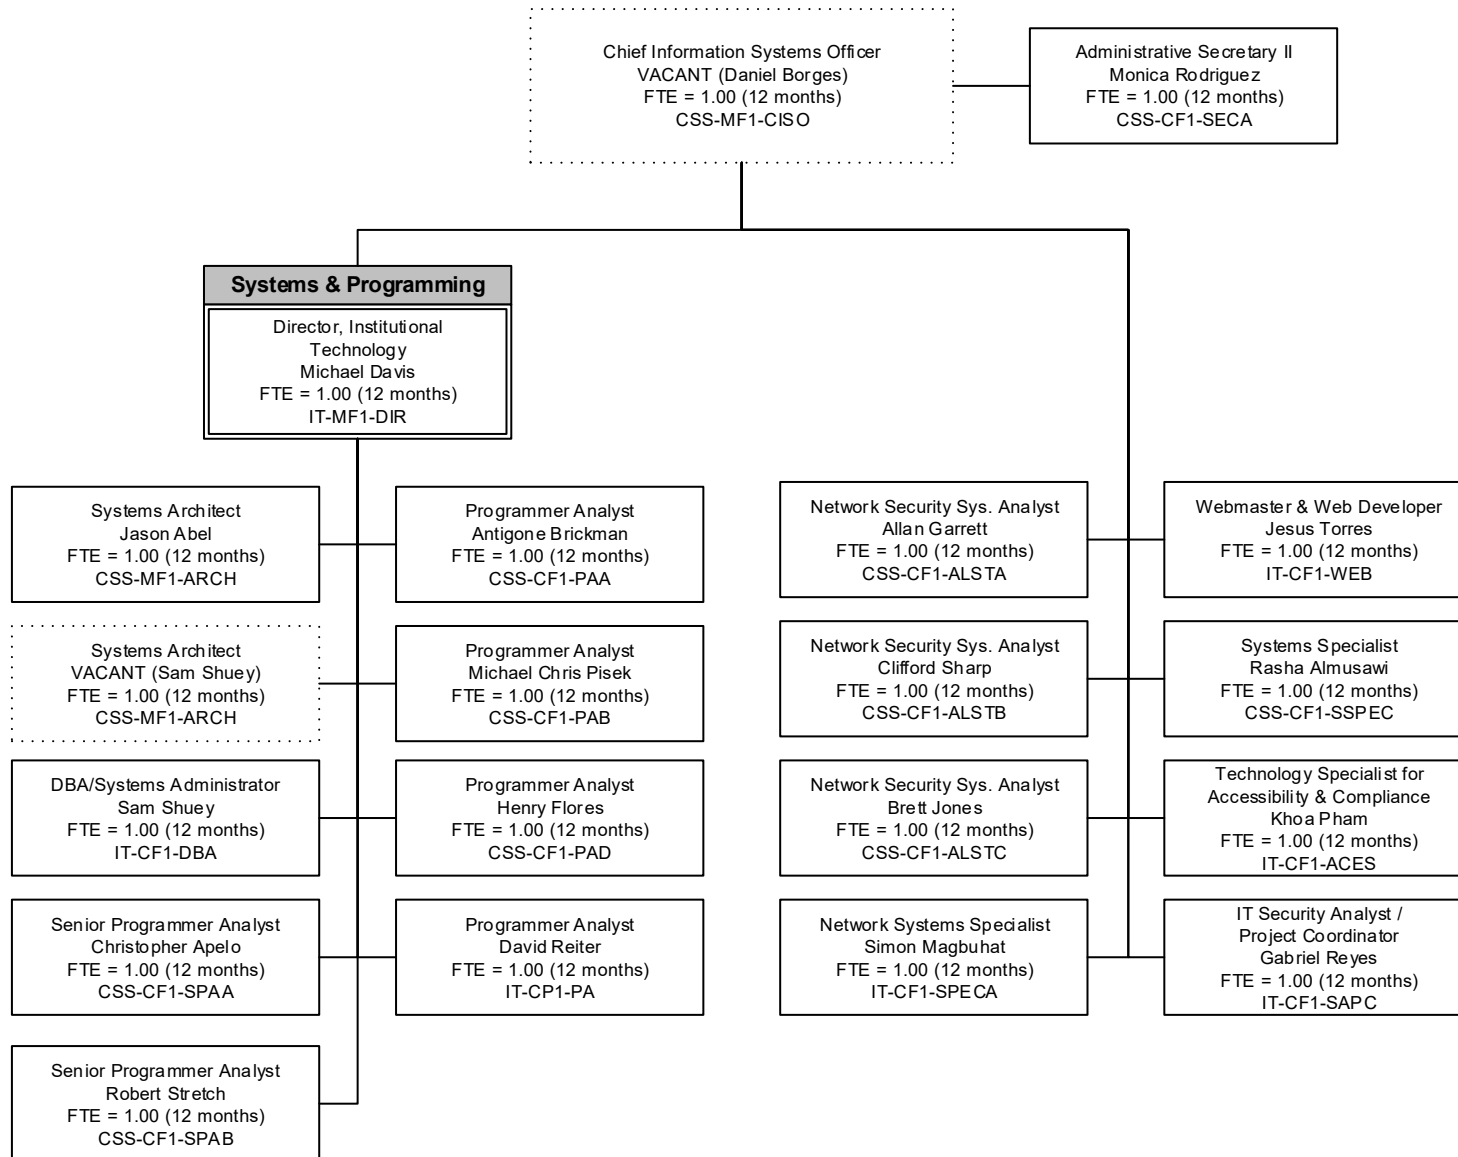 Chief Information Systems Officer
VACANT (Daniel Borges)
FTE = 1.00 (12 months)
CSS-MF1-CISO
Administrative Secretary II
Monica Rodriguez
FTE = 1.00 (12 months)
CSS-CF1-SECA
Systems & Programming
Director, Institutional
Technology
Michael Davis
FTE = 1.00 (12 months)
IT-MF1-DIR
Systems Architect
Jason Abel
FTE = 1.00 (12 months)
CSS-MF1-ARCH
Programmer Analyst
Antigone Brickman
FTE = 1.00 (12 months)
CSS-CF1-PAA
Network Security Sys. Analyst
Allan Garrett
FTE = 1.00 (12 months)
CSS-CF1-ALSTA
Webmaster & Web Developer
Jesus Torres
FTE = 1.00 (12 months)
IT-CF1-WEB
Systems Architect
VACANT (Sam Shuey)
FTE = 1.00 (12 months)
CSS-MF1-ARCH
Programmer Analyst
Michael Chris Pisek
FTE = 1.00 (12 months)
CSS-CF1-PAB
Network Security Sys. Analyst
Clifford Sharp
FTE = 1.00 (12 months)
CSS-CF1-ALSTB
Systems Specialist
Rasha Almusawi
FTE = 1.00 (12 months)
CSS-CF1-SSPEC
DBA/Systems Administrator
Sam Shuey
FTE = 1.00 (12 months)
IT-CF1-DBA
Programmer Analyst
Henry Flores
FTE = 1.00 (12 months)
CSS-CF1-PAD
Network Security Sys. Analyst
Brett Jones
FTE = 1.00 (12 months)
CSS-CF1-ALSTC
Technology Specialist for
Accessibility & Compliance
Khoa Pham
FTE = 1.00 (12 months)
IT-CF1-ACES
Senior Programmer Analyst
Christopher Apelo
FTE = 1.00 (12 months)
CSS-CF1-SPAA
Programmer Analyst
David Reiter
FTE = 1.00 (12 months)
IT-CP1-PA
Network Systems Specialist
Simon Magbuhat
FTE = 1.00 (12 months)
IT-CF1-SPECA
IT Security Analyst /
Project Coordinator
Gabriel Reyes
FTE = 1.00 (12 months)
IT-CF1-SAPC
Senior Programmer Analyst
Robert Stretch
FTE = 1.00 (12 months)
CSS-CF1-SPAB